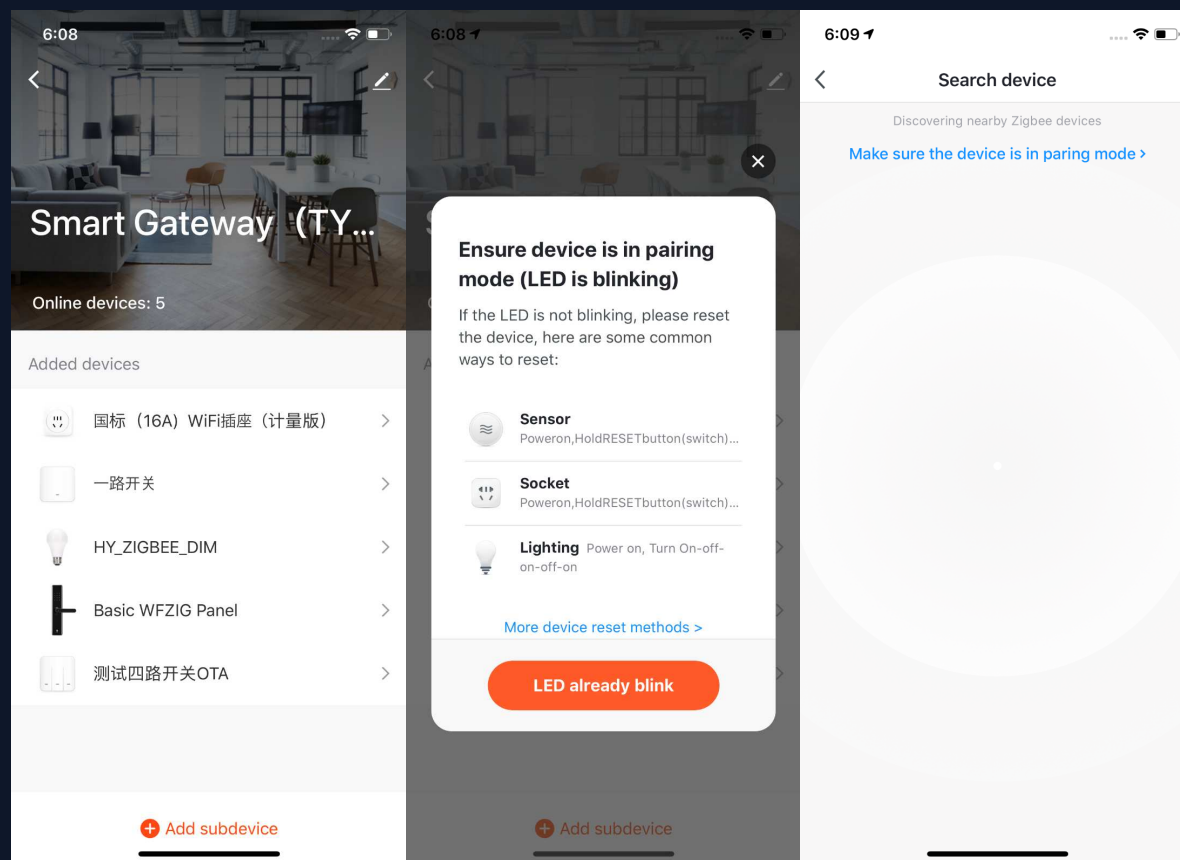 6:08
Smart Gateway（TY...
Online devices: 5
Added devices
国标（16A）WiFi插座（计量版）
一路开关
HY_ZIGBEE_DIM
Basic WFZIG Panel
测试四路开关OTA
Add subdevice
6:08
Ensure device is in pairing
mode (LED is blinking)
If the LED is not blinking, please reset
the device, here are some common
ways to reset:
Sensor
Poweron,HoldRESETbutton(switch)...
Socket
Poweron,HoldRESETbutton(switch)...
Lighting Power on, Turn On-off-
on-off-on
More device reset methods >
LED already blink
Add subdevice
6:09
Search device
Discovering nearby Zigbee devices
Make sure the device is in paring mode >